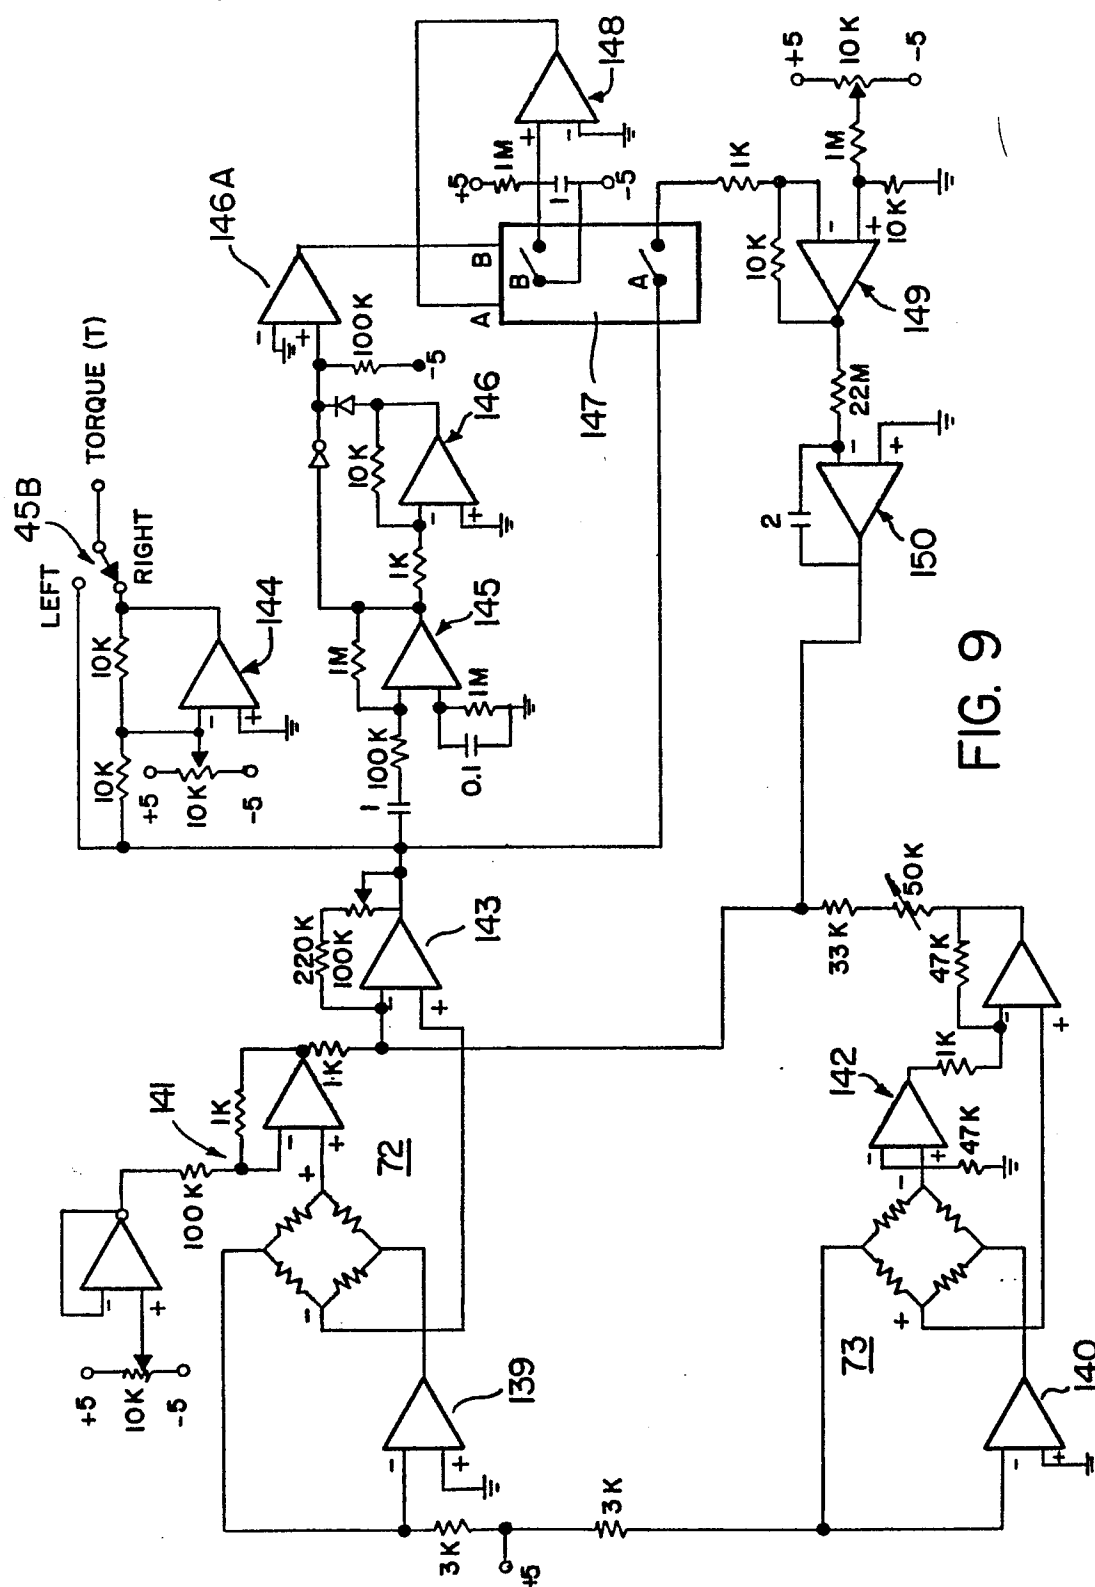 LEFT
45B
TORQUE (T)
RIGHT
10K
10K
+5
10K
-5
-
+
144
146A
-
+
100K
-5
10K
-
+
146
1K
1M
145
1M
0.1
100K
1
A
B
B
A
147
+5
1M
1
-5
+
-
148
1K
10K
-
+
149
10K
1M
+5
10K
-5
22M
2
-
+
150
220K
100K
-
+
143
141
1K
100K
-
+
1K
-
+
+5
10K
-5
72
+
-
139
-
+
3K
+5
3K
33K
50K
47K
-
+
1K
142
-
+
47K
-
+
73
140
-
+
FIG. 9